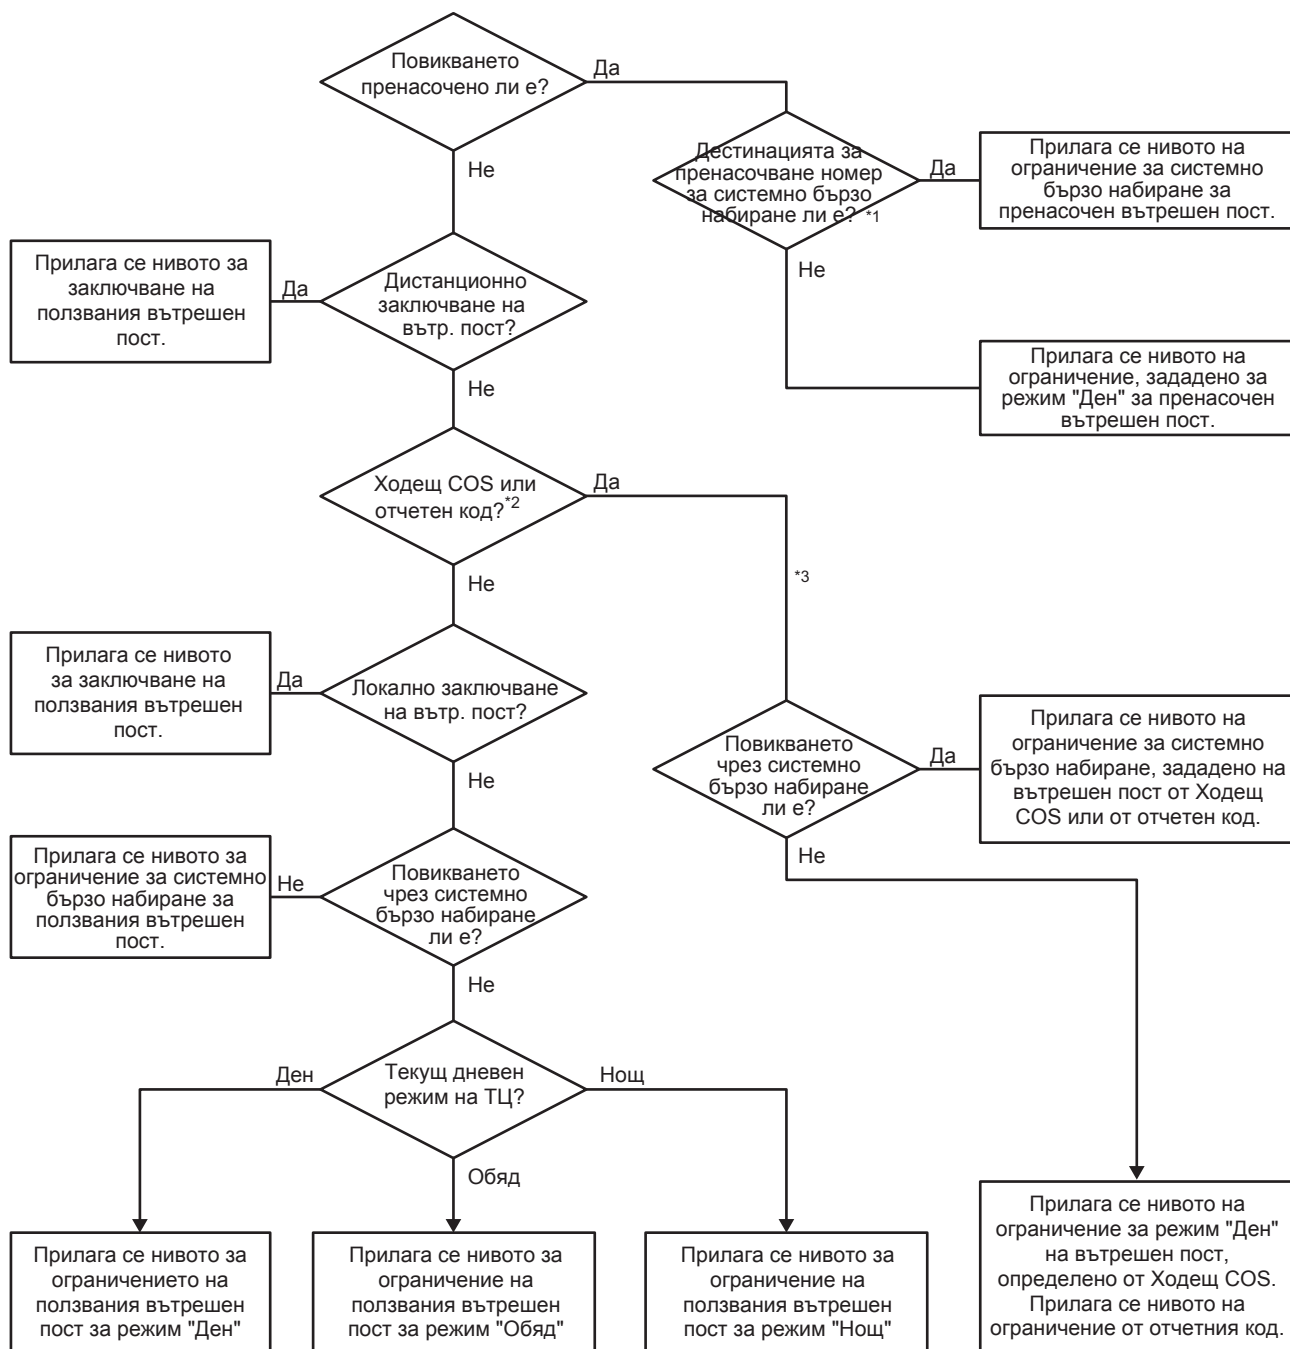 Повикването
пренасочено ли е?
Да
Не
Дестинацията за
пренасочване номер
за системно бързо
набиране ли е? *1
Да
Прилага се нивото на
ограничение за системно
бързо набиране за
пренасочен вътрешен пост.
Не
Прилага се нивото на
ограничение, зададено за
режим "Ден" за пренасочен
вътрешен пост.
Прилага се нивото за
заключване на
ползвания вътрешен
пост.
Да
Дистанционно
заключване на
вътр. пост?
Не
Ходещ COS или
отчетен код?*2
Да
*3
Не
Прилага се нивото
за заключване на
ползвания вътрешен
пост.
Да
Локално заключване
на вътр. пост?
Не
Повикването
чрез системно
бързо набиране
ли е?
Да
Прилага се нивото на
ограничение за системно
бързо набиране, зададено на
вътрешен пост от Ходещ
COS или от отчетен код.
Не
Прилага се нивото за
ограничение за системно
бързо набиране за
ползвания вътрешен
пост.
Не
Повикването
чрез системно
бързо набиране
ли е?
Не
Ден
Текущ дневен
режим на ТЦ?
Нощ
Обяд
Прилага се нивото за
ограничението на
ползвания вътрешен
пост за режим "Ден"
Прилага се нивото за
ограничение на
ползвания вътрешен
пост за режим "Обяд"
Прилага се нивото за
ограничение на
ползвания вътрешен
пост за режим "Нощ"
Прилага се нивото на
ограничение за режим "Ден"
на вътрешен пост,
определено от Ходещ COS.
Прилага се нивото на
ограничение от отчетния код.